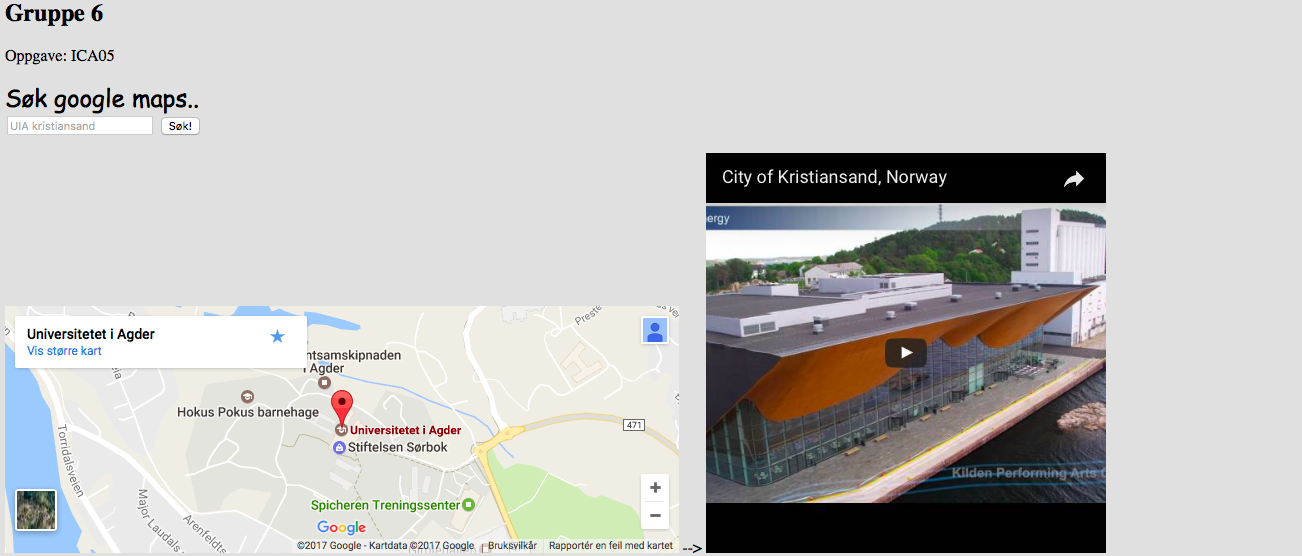 Gruppe 6
Oppgave: ICA05
Søk google maps..
UIA kristiansand Søk!
City of Kristiansand, Norway
ergy
Kilden Performing Arts
Universitetet i Agder
Vis større kart
ntsamskipnaden
i Agder
Hokus Pokus barnehage
Universitetet i Agder
Stiftelsen Sørbok
471
Torridalsveien
Major Laudals
Arenfeldts
Spicheren Treningssenter
Google
©2017 Google - Kartdata ©2017 Google Bruksvilkår Rapportér en feil med kartet
-->